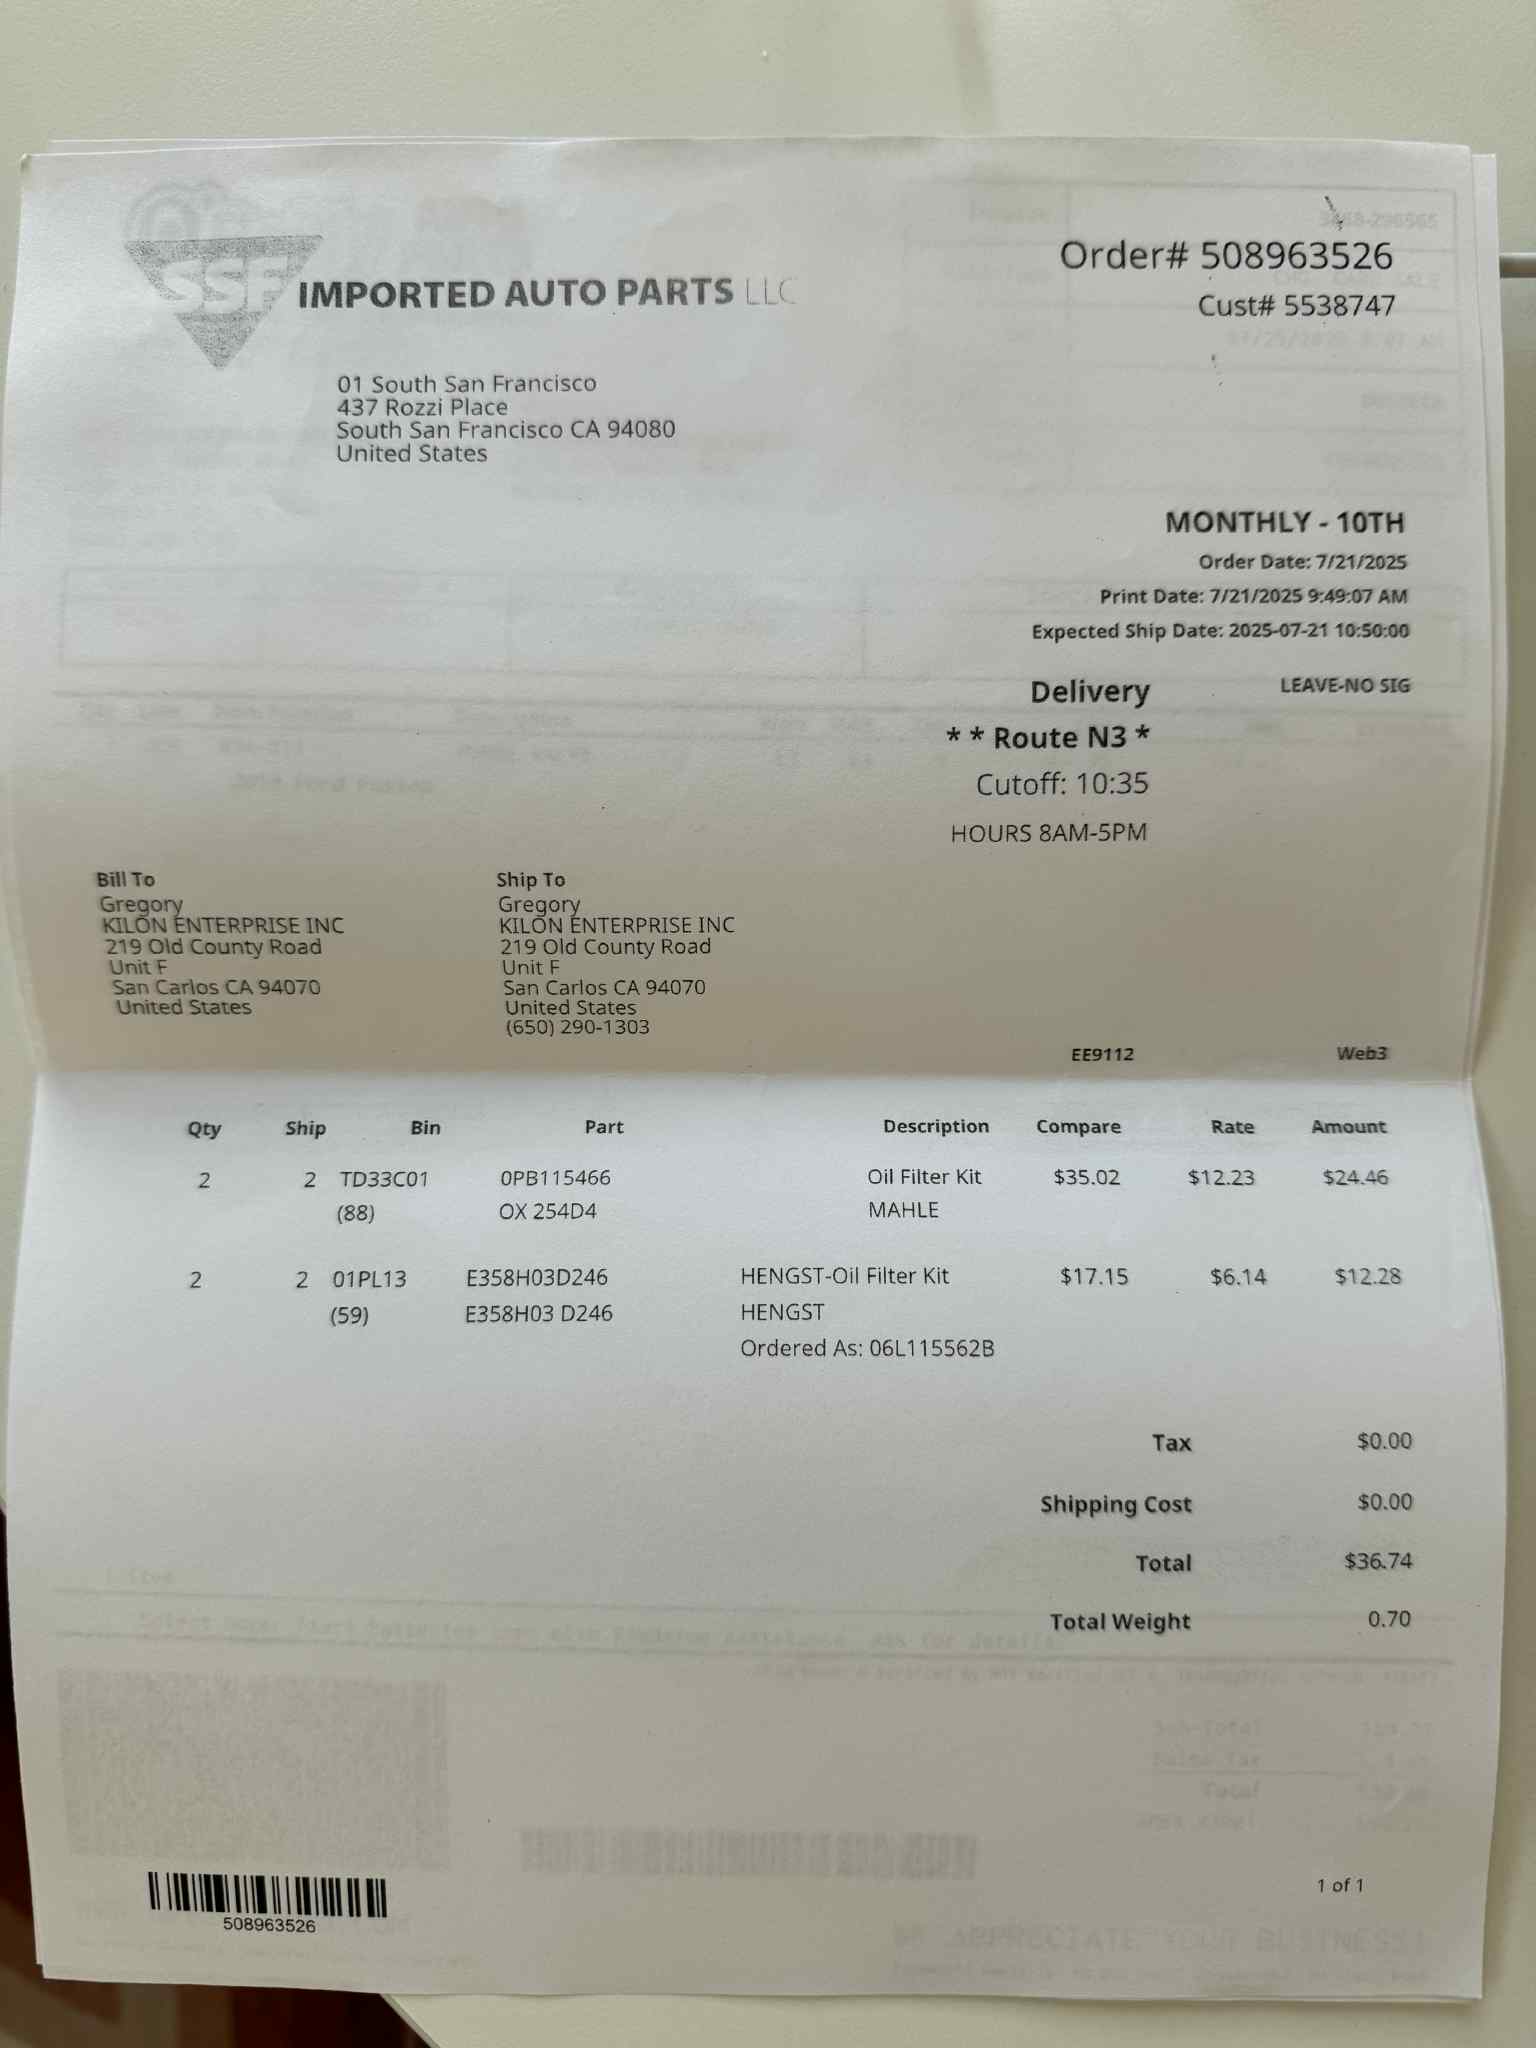 SSF IMPORTED AUTO PARTS LLC
Order# 508963526
Cust# 5538747
01 South San Francisco
437 Rozzi Place
South San Francisco CA 94080
United States
MONTHLY - 10TH
Order Date: 7/21/2025
Print Date: 7/21/2025 9:49:07 AM
Expected Ship Date: 2025-07-21 10:50:00
Delivery LEAVE-NO SIG
* * Route N3 *
Cutoff: 10:35
HOURS 8AM-5PM
Bill To
Gregory
KILON ENTERPRISE INC
219 Old County Road
Unit F
San Carlos CA 94070
United States
Ship To
Gregory
KILON ENTERPRISE INC
219 Old County Road
Unit F
San Carlos CA 94070
United States
(650) 290-1303
EE9112 Web3
Qty Ship Bin Part Description Compare Rate Amount
2 2 TD33C01 0PB115466 Oil Filter Kit $35.02 $12.23 $24.46
(88) OX 254D4 MAHLE
2 2 01PL13 E358H03D246 HENGST-Oil Filter Kit $17.15 $6.14 $12.28
(59) E358H03 D246 HENGST
Ordered As: 06L115562B
Tax $0.00
Shipping Cost $0.00
Total $36.74
Total Weight 0.70
1 of 1
508963526
WE APPRECIATE YOUR BUSINESS!